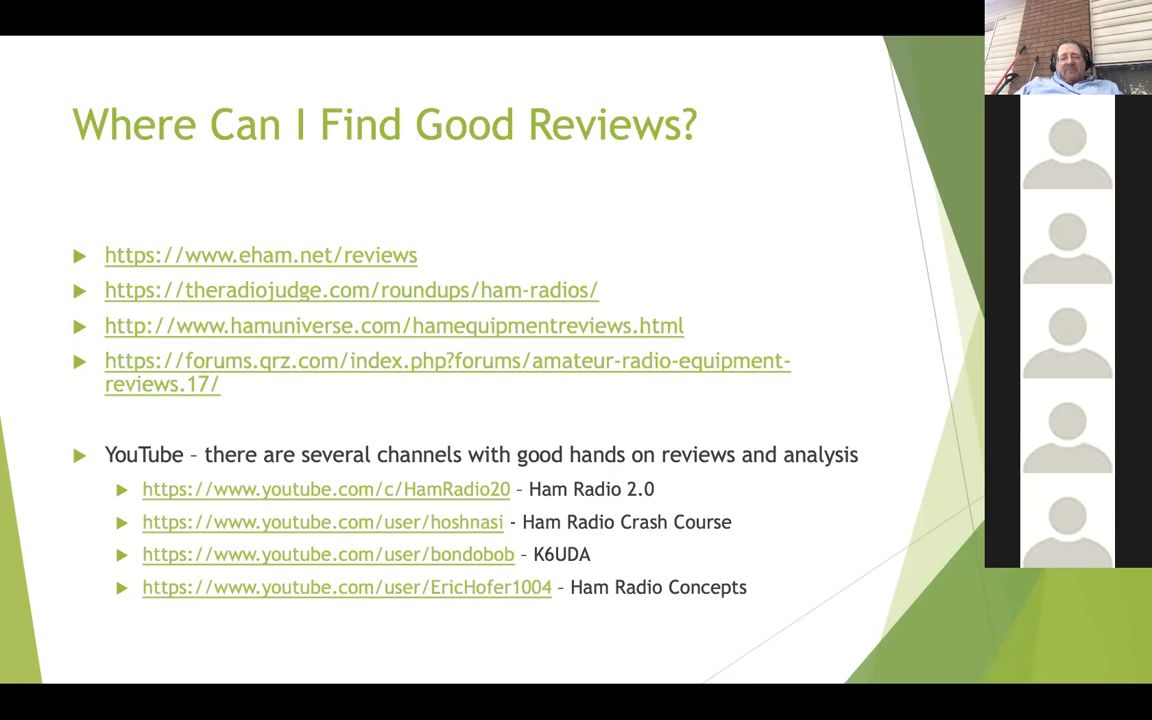 Where Can I Find Good Reviews?
https://www.eham.net/reviews
https://theradiojudge.com/roundups/ham-radios/
http://www.hamuniverse.com/hamequipmentreviews.html
https://forums.qrz.com/index.php?forums/amateur-radio-equipment-
reviews.17/
YouTube – there are several channels with good hands on reviews and analysis
https://www.youtube.com/c/HamRadio20 – Ham Radio 2.0
https://www.youtube.com/user/hoshnasi - Ham Radio Crash Course
https://www.youtube.com/user/bondobob – K6UDA
https://www.youtube.com/user/EricHofer1004 – Ham Radio Concepts